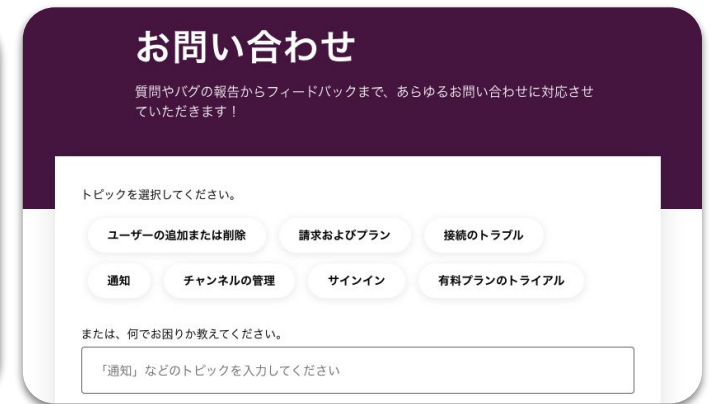 お問い合わせ
質問やバグの報告からフィードバックまで、あらゆるお問い合わせに対応させ
ていただきます！
トピックを選択してください。
ユーザーの追加または削除 請求およびプラン 接続のトラブル
通知 チャンネルの管理 サインイン 有料プランのトライアル
または、何でお困りか教えてください。
「通知」などのトピックを入力してください